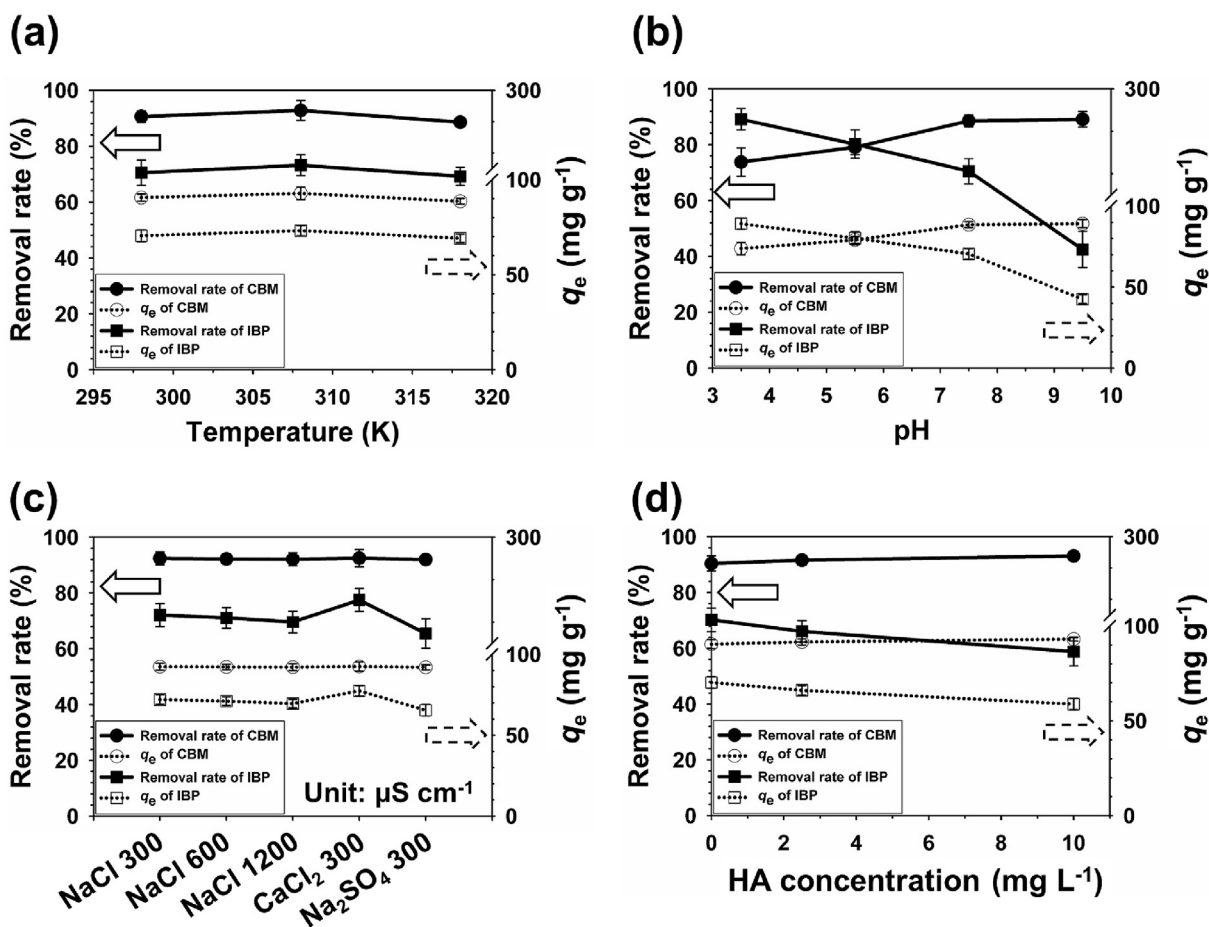 (a)
Removal rate (%)
100
80
60
40
20
0
300
100
50
0
qe (mg g-1)
Removal rate of CBM
qe of CBM
Removal rate of IBP
qe of IBP
295 300 305 310 315 320
Temperature (K)
(b)
Removal rate (%)
100
80
60
40
20
0
300
100
50
0
qe (mg g-1)
Removal rate of CBM
qe of CBM
Removal rate of IBP
qe of IBP
3 4 5 6 7 8 9 10
pH
(c)
Removal rate (%)
100
80
60
40
20
0
300
100
50
0
qe (mg g-1)
Removal rate of CBM
qe of CBM
Removal rate of IBP
qe of IBP
Unit: µS cm-1
NaCl 300
NaCl 600
NaCl 1200
CaCl2 300
Na2SO4 300
(d)
Removal rate (%)
100
80
60
40
20
0
300
100
50
0
qe (mg g-1)
Removal rate of CBM
qe of CBM
Removal rate of IBP
qe of IBP
0 2 4 6 8 10
HA concentration (mg L-1)